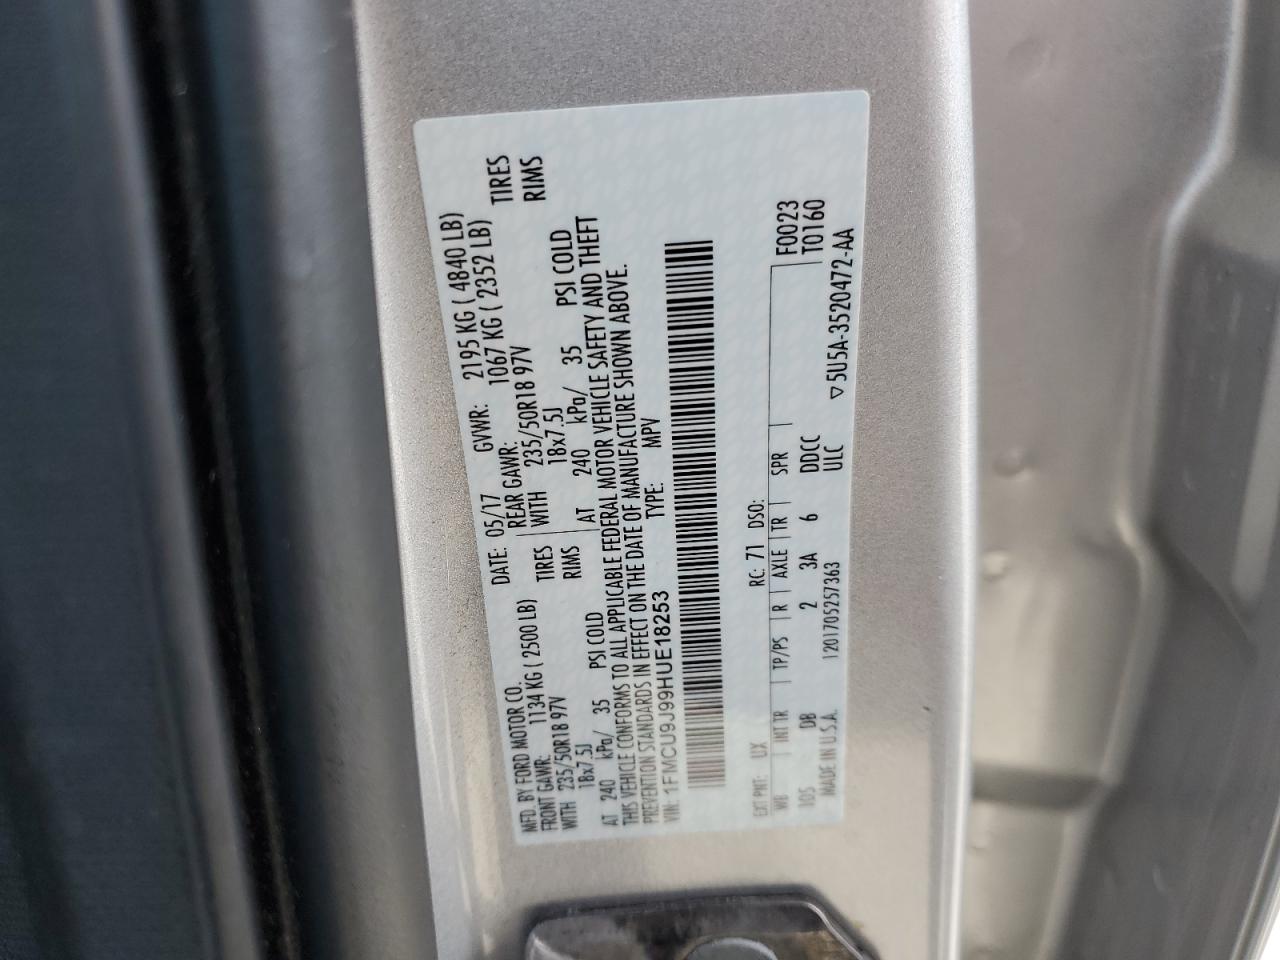 MFD. BY FORD MOTOR CO.
DATE: 05/17 GVWR: 2195 KG ( 4840 LB)
FRONT GAWR: 1134 KG ( 2500 LB) REAR GAWR: 1067 KG ( 2352 LB)
WITH 235/50R18 97V TIRES WITH 235/50R18 97V TIRES
18x7.5J RIMS 18x7.5J RIMS
AT 240 kPa/ 35 PSI COLD AT 240 kPa/ 35 PSI COLD
THIS VEHICLE CONFORMS TO ALL APPLICABLE FEDERAL MOTOR VEHICLE SAFETY AND THEFT
PREVENTION STANDARDS IN EFFECT ON THE DATE OF MANUFACTURE SHOWN ABOVE.
VIN: 1FMCU9J99HUE18253 TYPE: MPV
EXT PNT: UX RC: 71 DSO: F0023
WB INT TR TP/PS R AXLE TR SPR T0160
105 DB 2 3A 6 DDCC
MADE IN U.S.A. 1201705257363 ULC ▽5U5A-3520472-AA